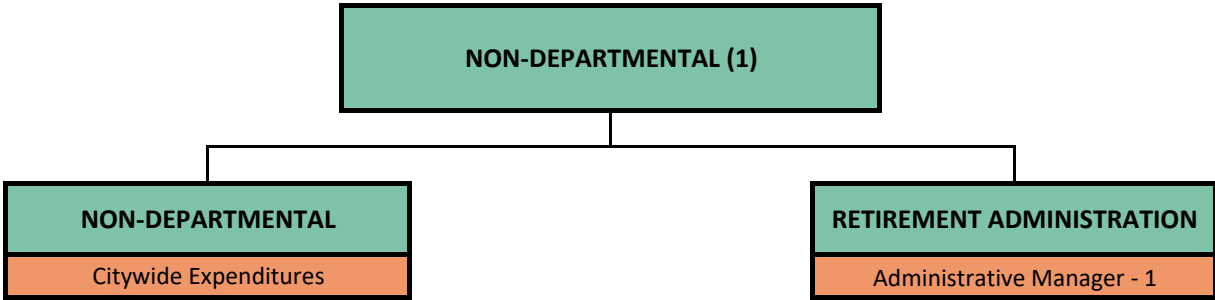 NON-DEPARTMENTAL (1)
NON-DEPARTMENTAL
Citywide Expenditures
RETIREMENT ADMINISTRATION
Administrative Manager - 1